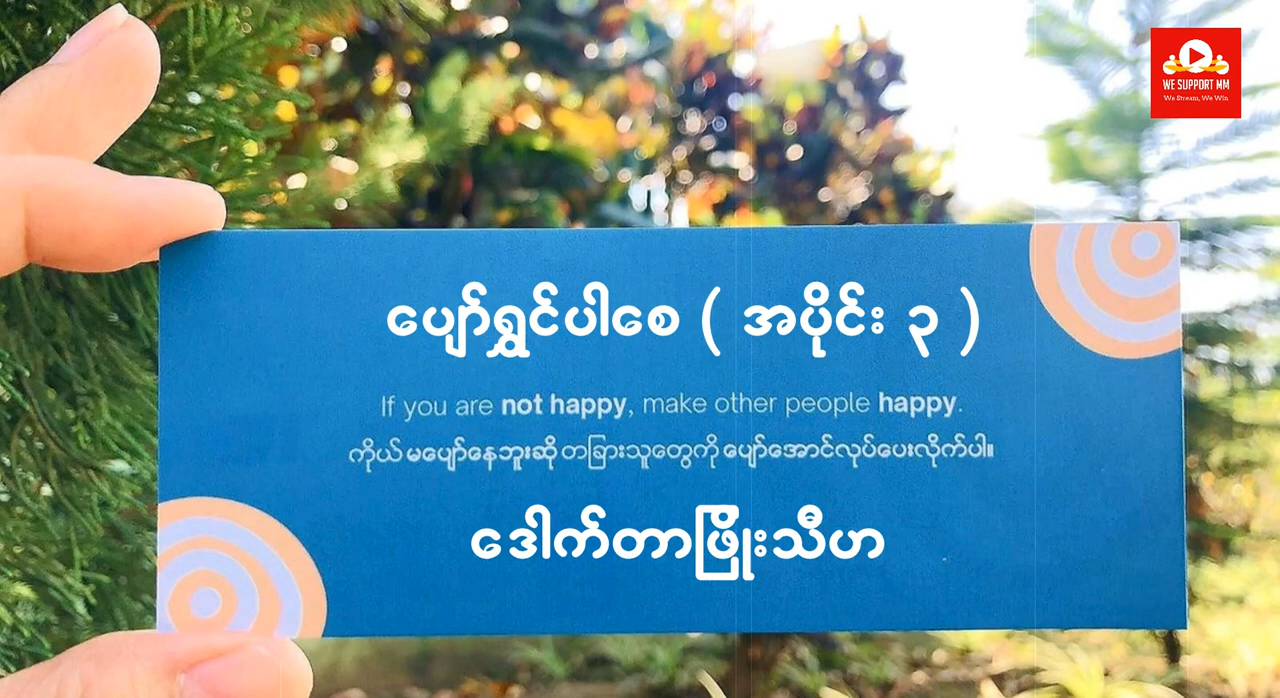 WE SUPPORT MM
We Stream, We Win
ပျော်ရွှင်ပါစေ ( အပိုင်း ၃ )
If you are not happy, make other people happy.
ကိုယ် မပျော်နေဘူးဆို တခြားသူတွေကို ပျော်အောင်လုပ်ပေးလိုက်ပါ။
ဒေါက်တာဖြိုးသီဟ